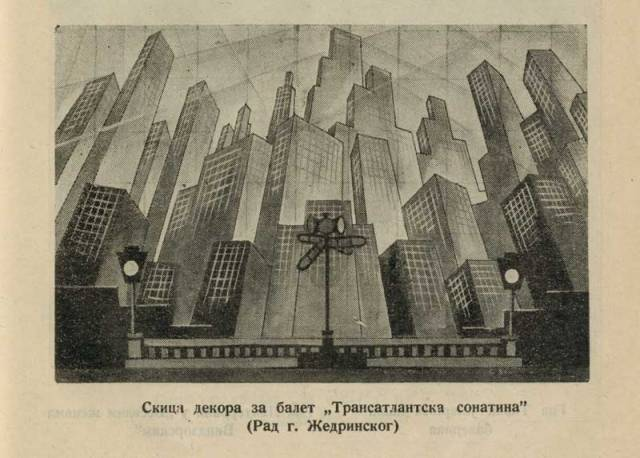 Скица декора за балет „Трансатлантска сонатина"
(Рад г. Жедринског)